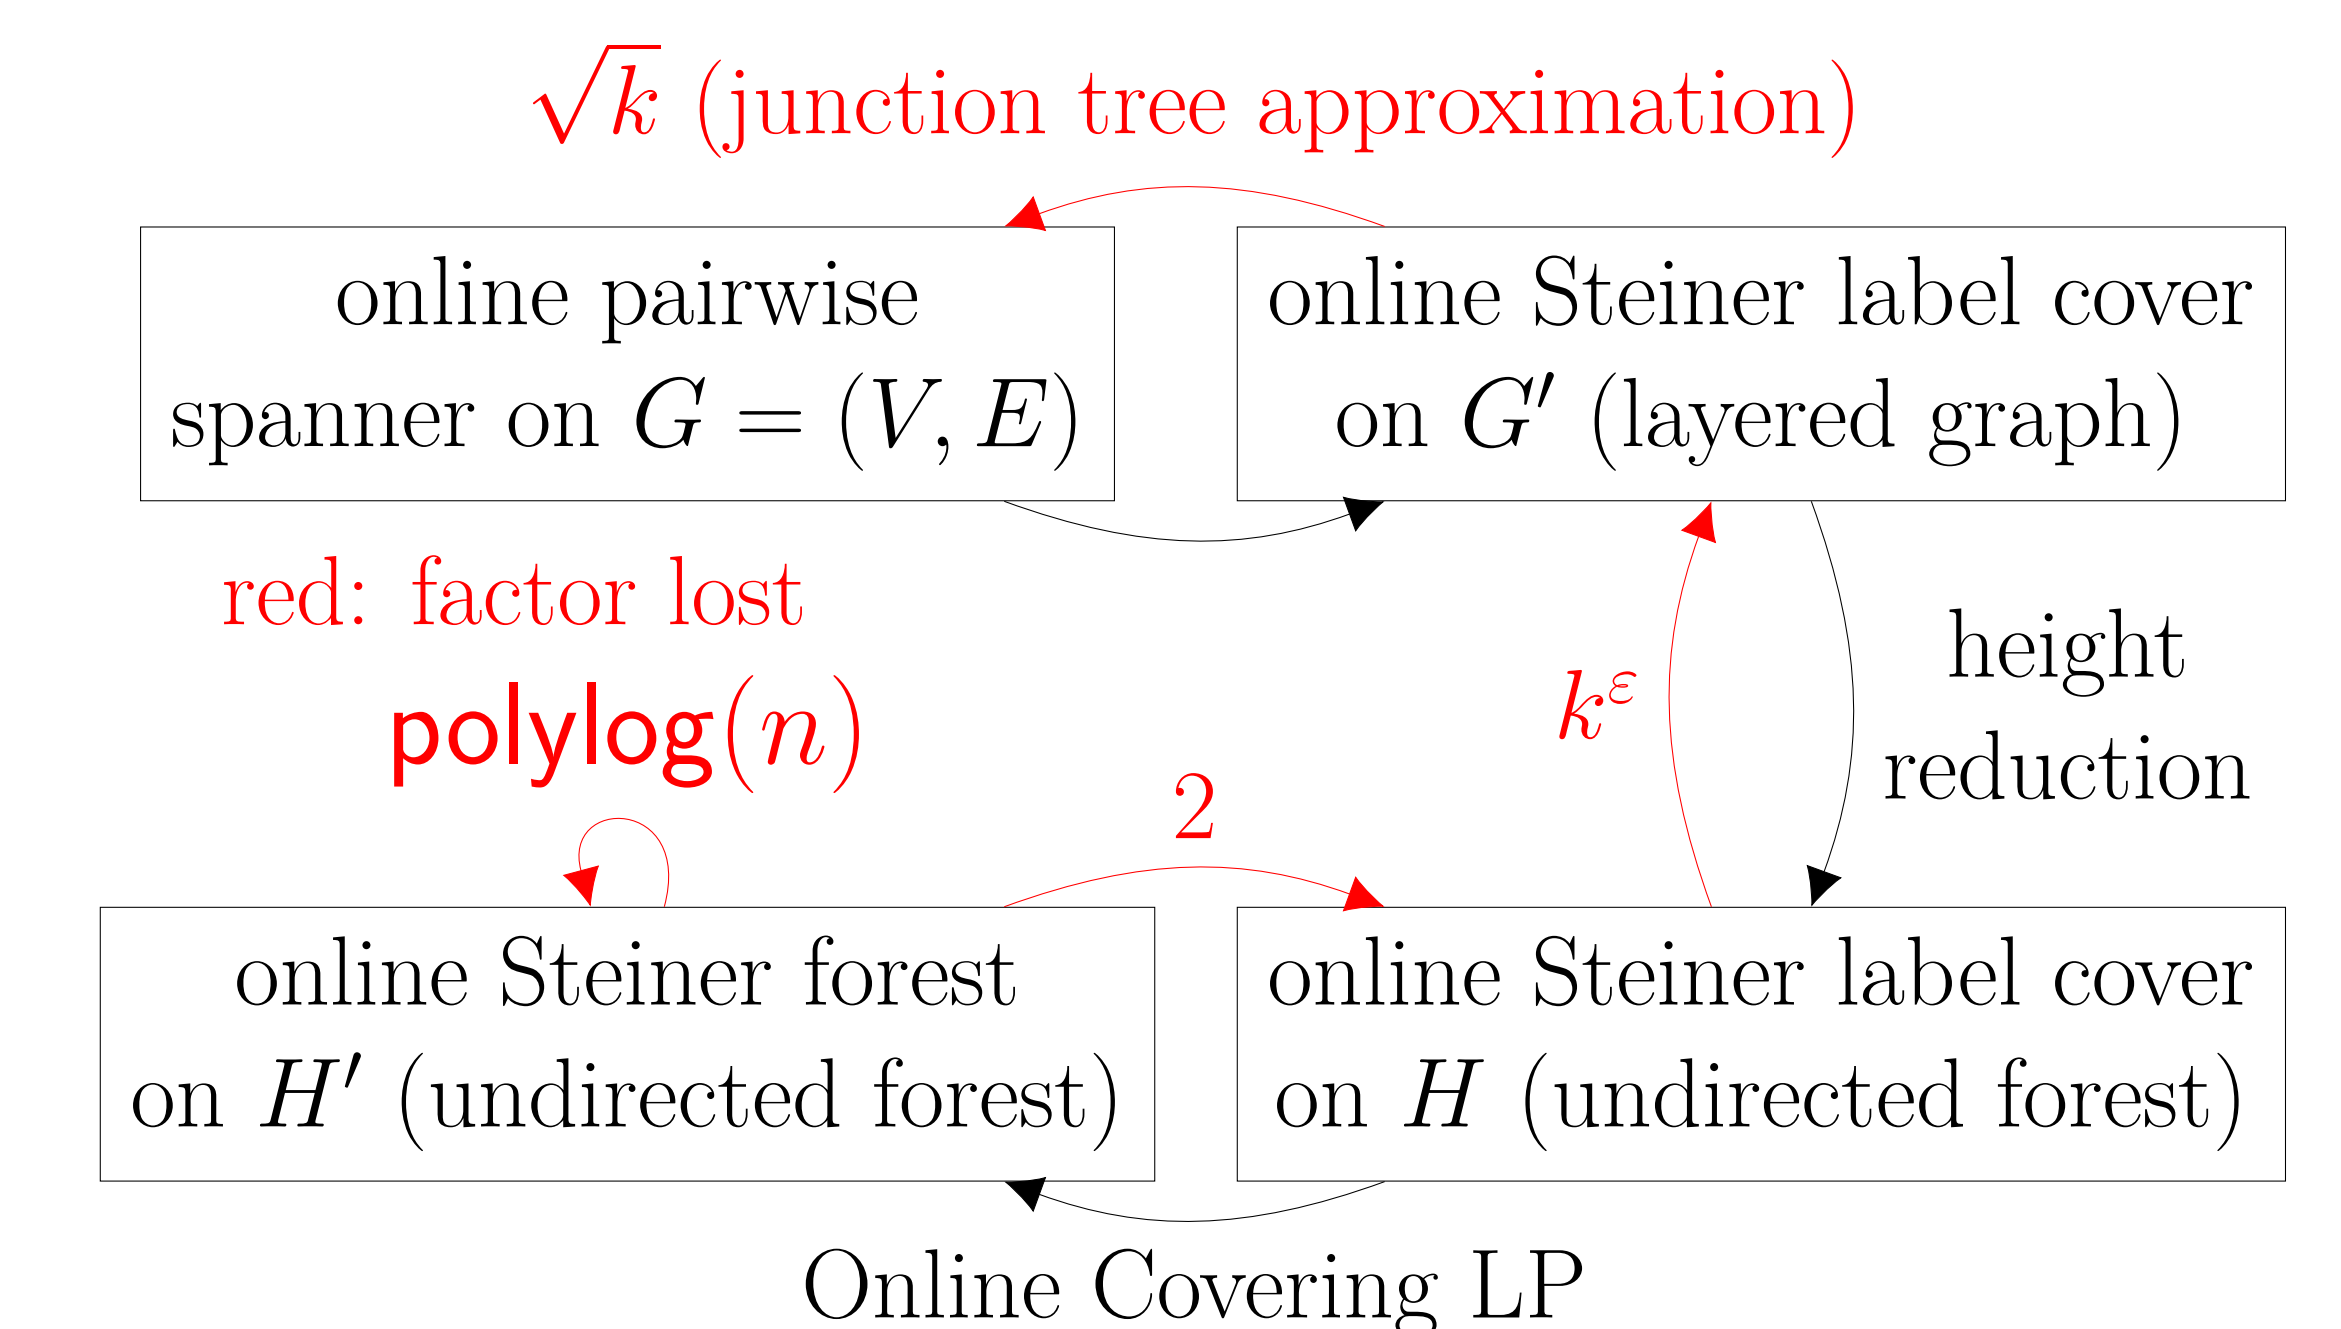 √k (junction tree approximation)
online pairwise
spanner on G = (V, E)
online Steiner label cover
on G′ (layered graph)
red: factor lost
polylog(n)
2
k^ε
height
reduction
online Steiner forest
on H′ (undirected forest)
online Steiner label cover
on H (undirected forest)
Online Covering LP